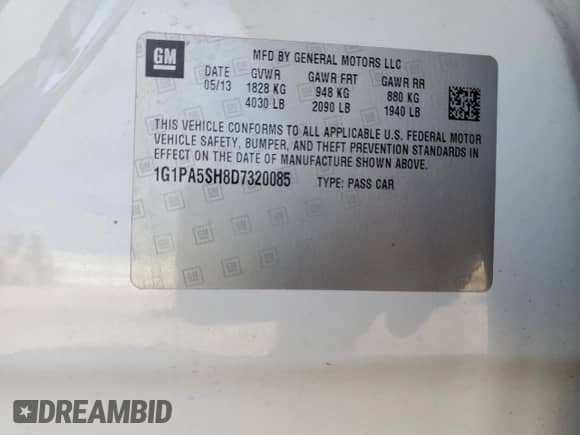 GM
MFD BY GENERAL MOTORS LLC
DATE GVWR GAWR FRT GAWR RR
05/13 1828 KG 948 KG 880 KG
4030 LB 2090 LB 1940 LB
THIS VEHICLE CONFORMS TO ALL APPLICABLE U.S. FEDERAL MOTOR
VEHICLE SAFETY, BUMPER, AND THEFT PREVENTION STANDARDS IN
EFFECT ON THE DATE OF MANUFACTURE SHOWN ABOVE.
1G1PA5SH8D7320085 TYPE: PASS CAR
DREAMBID